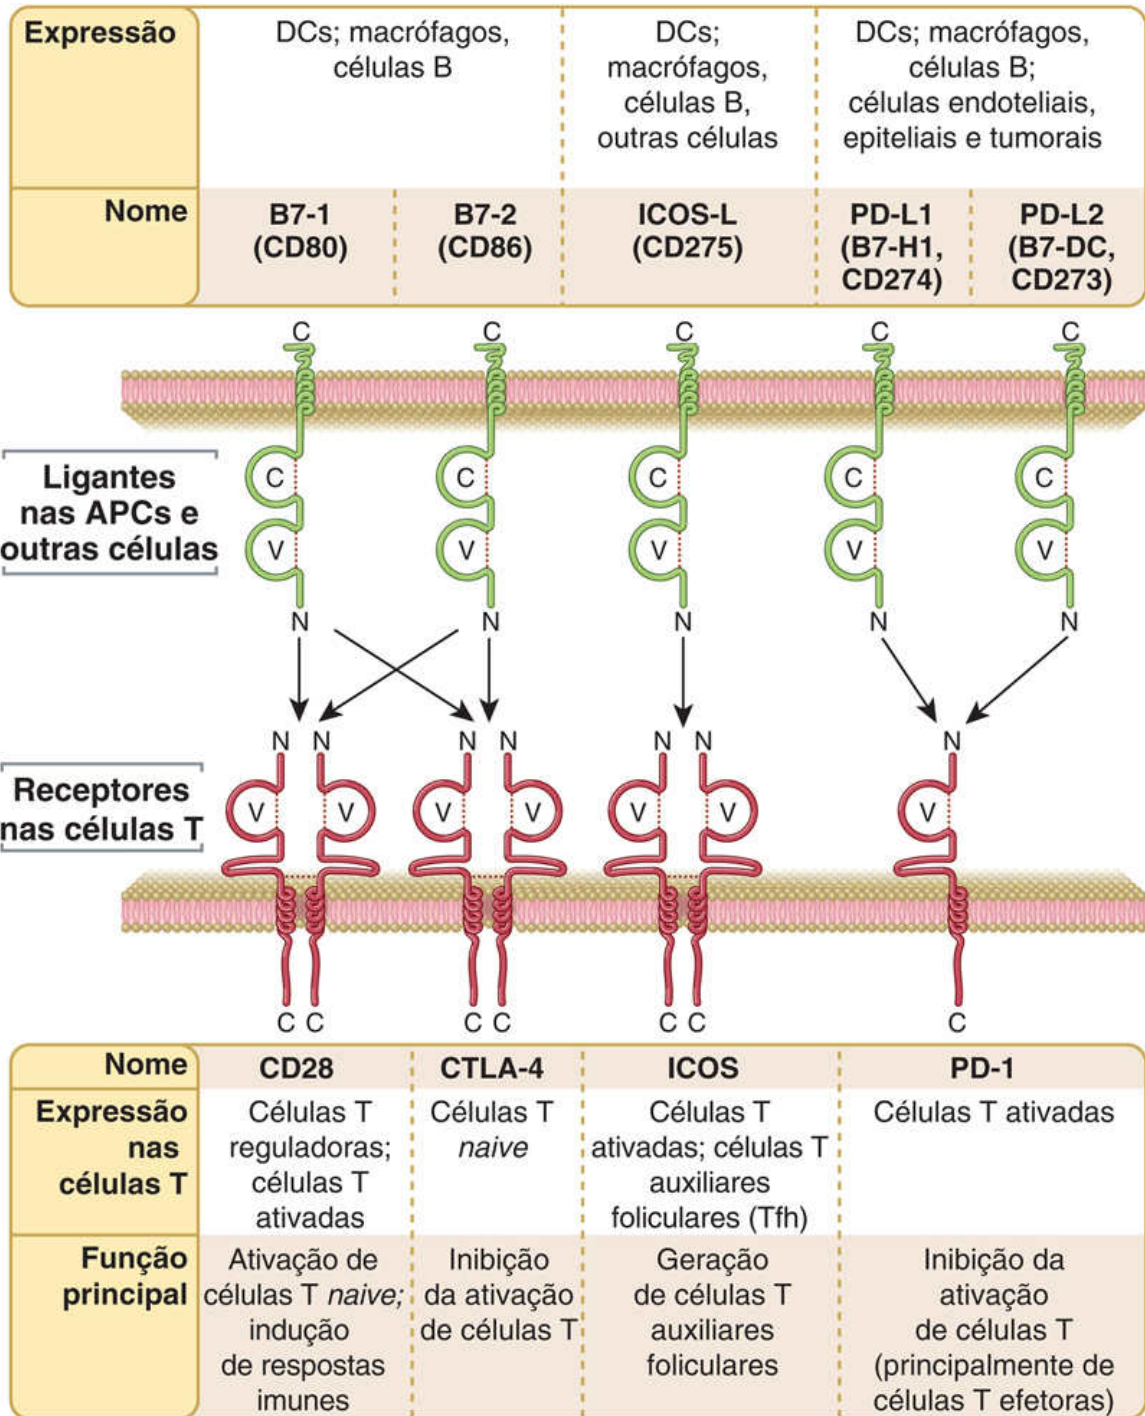 Expressão
DCs; macrófagos,
células B
DCs;
macrófagos,
células B,
outras células
DCs; macrófagos,
células B;
células endoteliais,
epiteliais e tumorais
Nome
B7-1
(CD80)
B7-2
(CD86)
ICOS-L
(CD275)
PD-L1
(B7-H1,
CD274)
PD-L2
(B7-DC,
CD273)
C C C C C
Ligantes
nas APCs e
outras células
C C C C C
V V V V V
N N N N N
N N N N N N N
Receptores
nas células T
V V V V V V V
C C C C C C C
Nome
CD28
CTLA-4
ICOS
PD-1
Expressão
nas
células T
Células T
reguladoras;
células T
ativadas
Células T
naive
Células T
ativadas; células T
auxiliares
foliculares (Tfh)
Células T ativadas
Função
principal
Ativação de
células T naive;
indução
de respostas
imunes
Inibição
da ativação
de células T
Geração
de células T
auxiliares
foliculares
Inibição da
ativação
de células T
(principalmente de
células T efetoras)